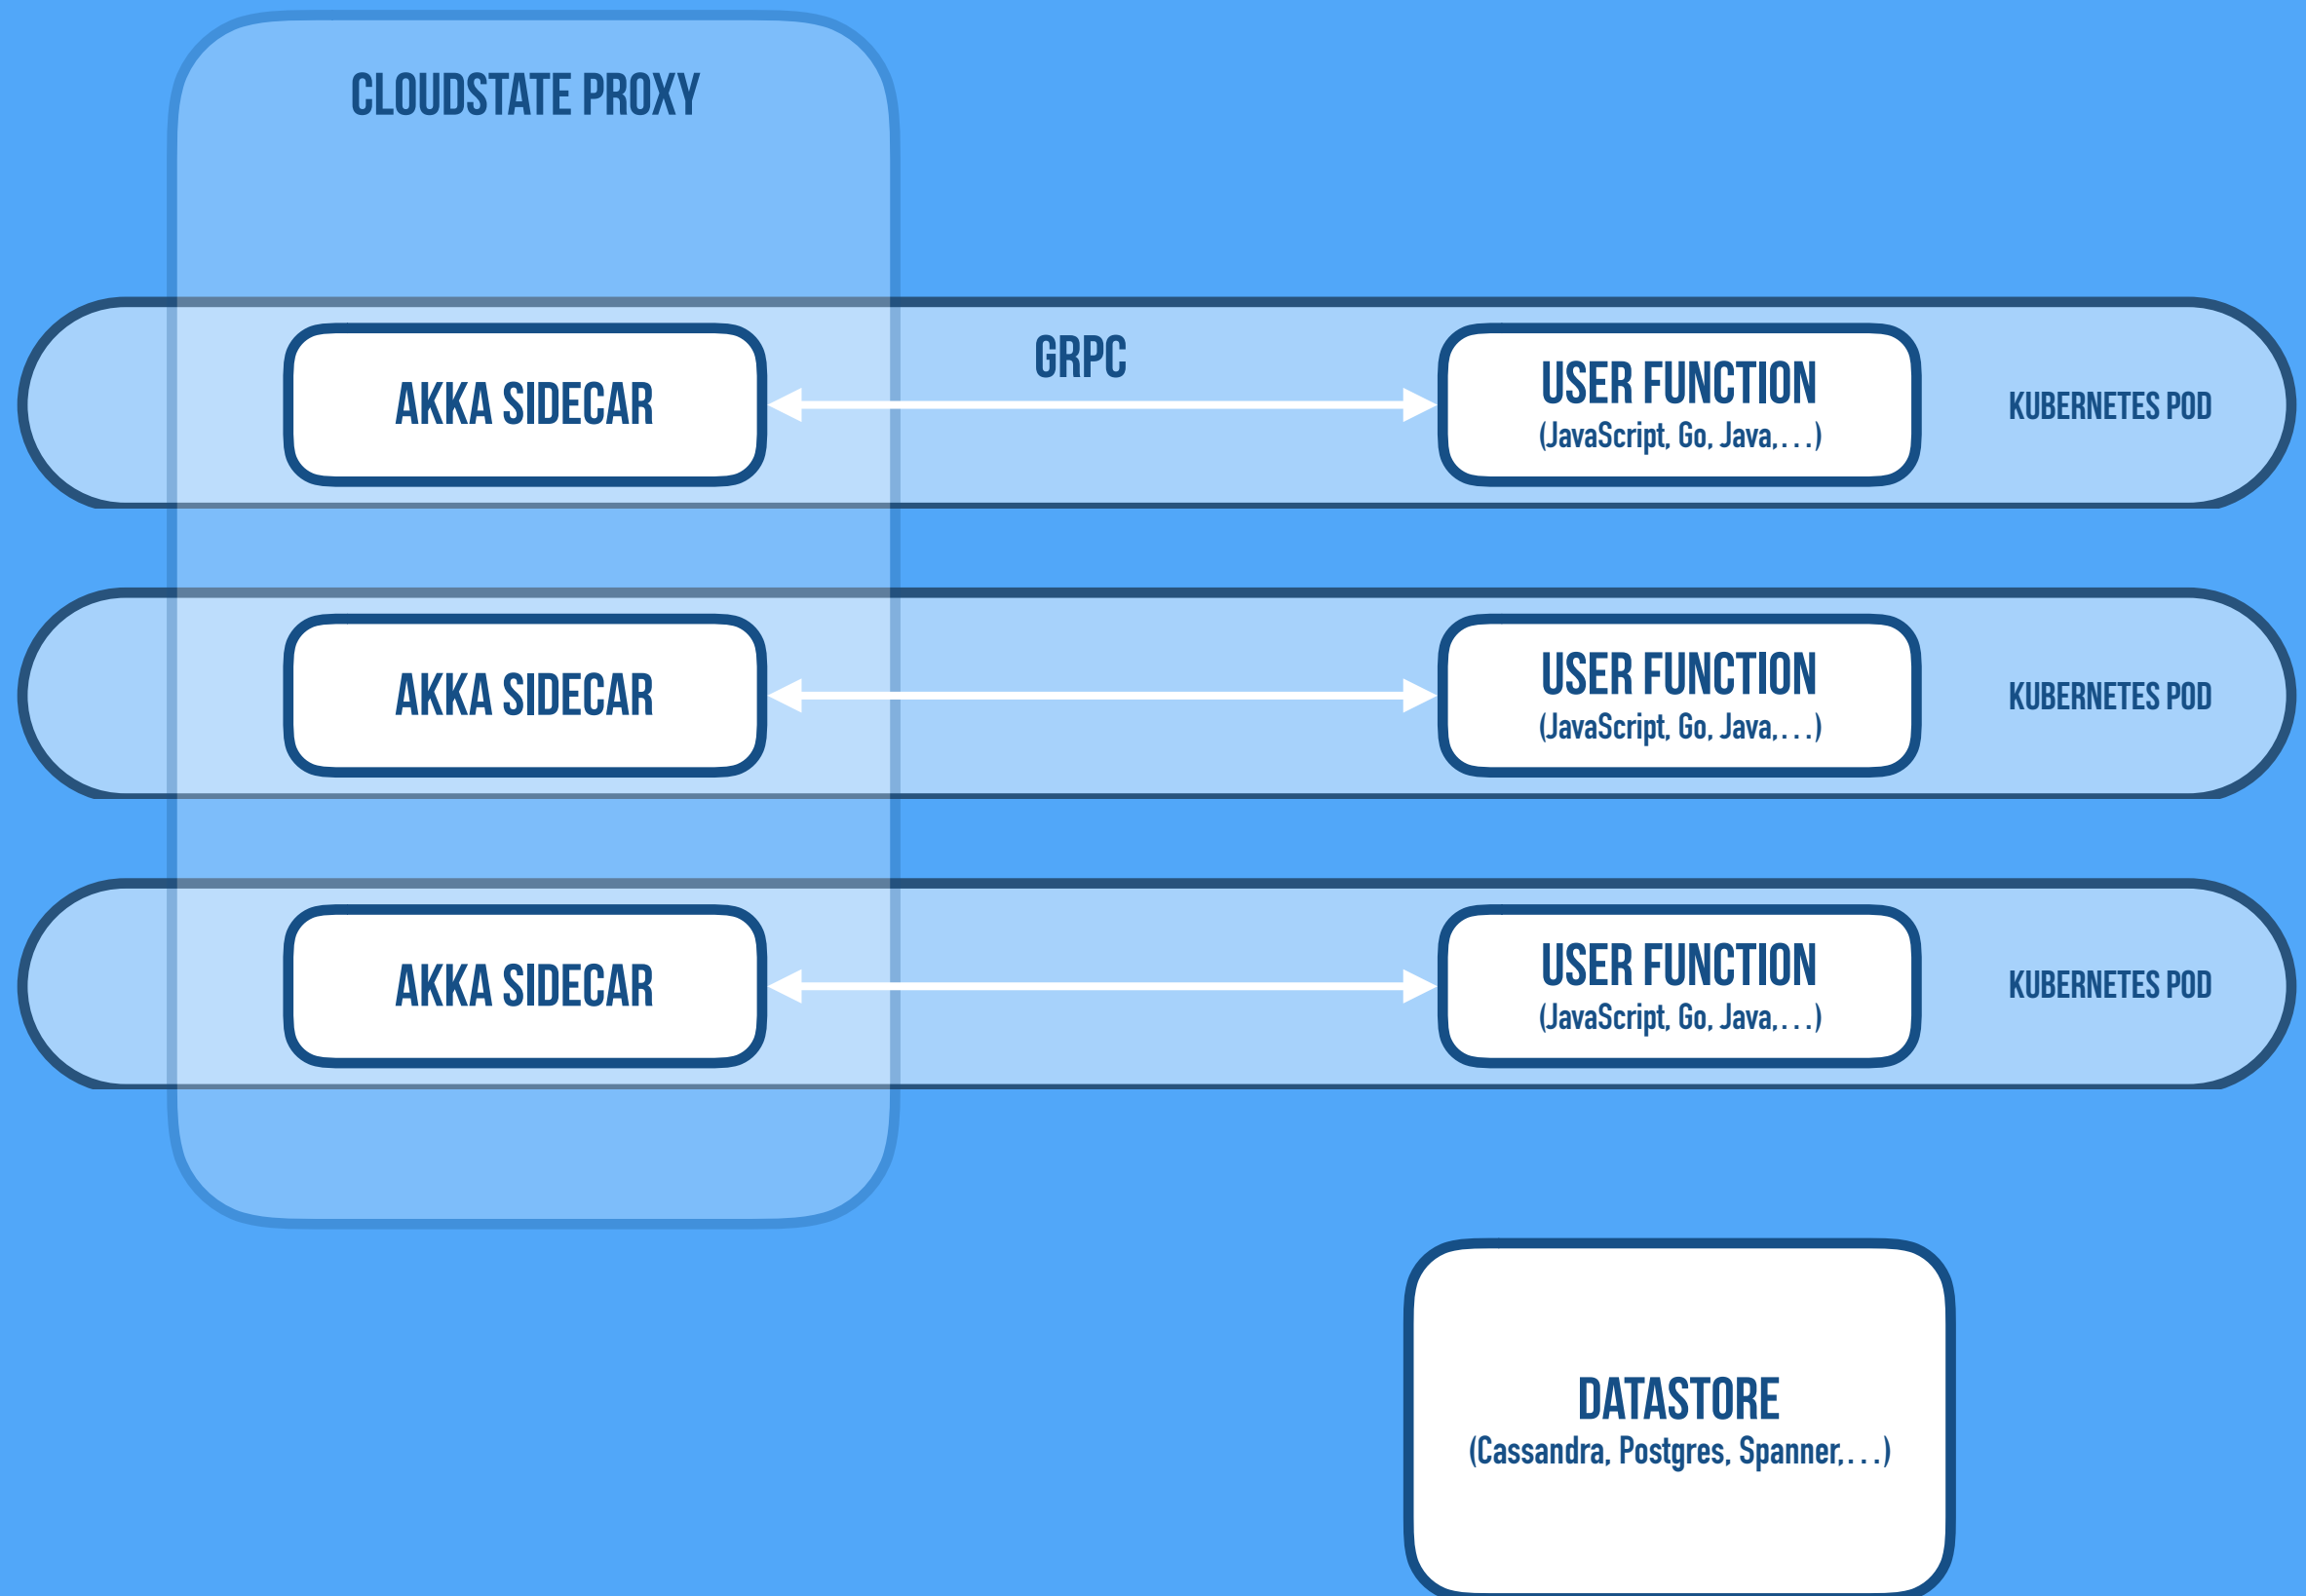 CLOUDSTATE PROXY
GRPC
AKKA SIDECAR
USER FUNCTION
(JavaScript, Go, Java,...)
KUBERNETES POD
AKKA SIDECAR
USER FUNCTION
(JavaScript, Go, Java,...)
KUBERNETES POD
AKKA SIDECAR
USER FUNCTION
(JavaScript, Go, Java,...)
KUBERNETES POD
DATASTORE
(Cassandra, Postgres, Spanner,...)